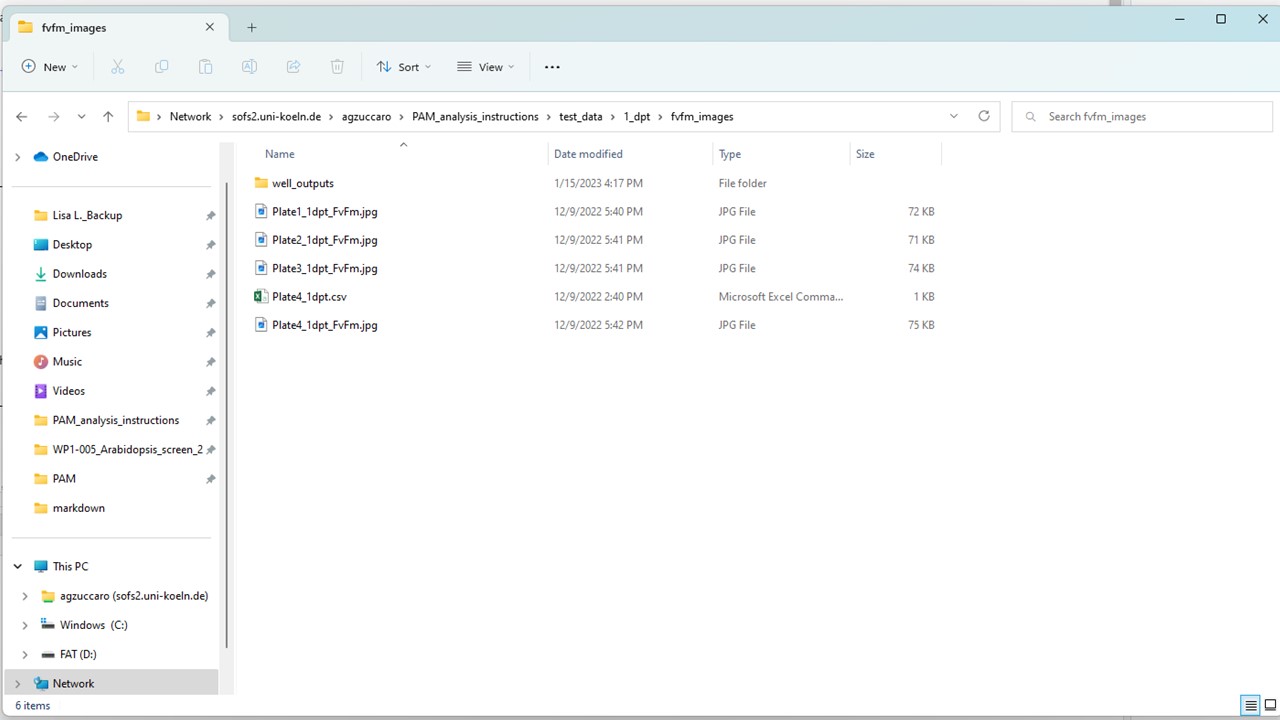 fvfm_images
New
Sort
View
Network > sofs2.uni-koeln.de > agzuccaro > PAM_analysis_instructions > test_data > 1_dpt > fvfm_images
Search fvfm_images
OneDrive
Lisa L._Backup
Desktop
Downloads
Documents
Pictures
Music
Videos
PAM_analysis_instructions
WP1-005_Arabidopsis_screen_2
PAM
markdown
This PC
agzuccaro (sofs2.uni-koeln.de)
Windows (C:)
FAT (D:)
Network
Name Date modified Type Size
well_outputs 1/15/2023 4:17 PM File folder
Plate1_1dpt_FvFm.jpg 12/9/2022 5:40 PM JPG File 72 KB
Plate2_1dpt_FvFm.jpg 12/9/2022 5:41 PM JPG File 71 KB
Plate3_1dpt_FvFm.jpg 12/9/2022 5:41 PM JPG File 74 KB
Plate4_1dpt.csv 12/9/2022 2:40 PM Microsoft Excel Comma... 1 KB
Plate4_1dpt_FvFm.jpg 12/9/2022 5:42 PM JPG File 75 KB
6 items